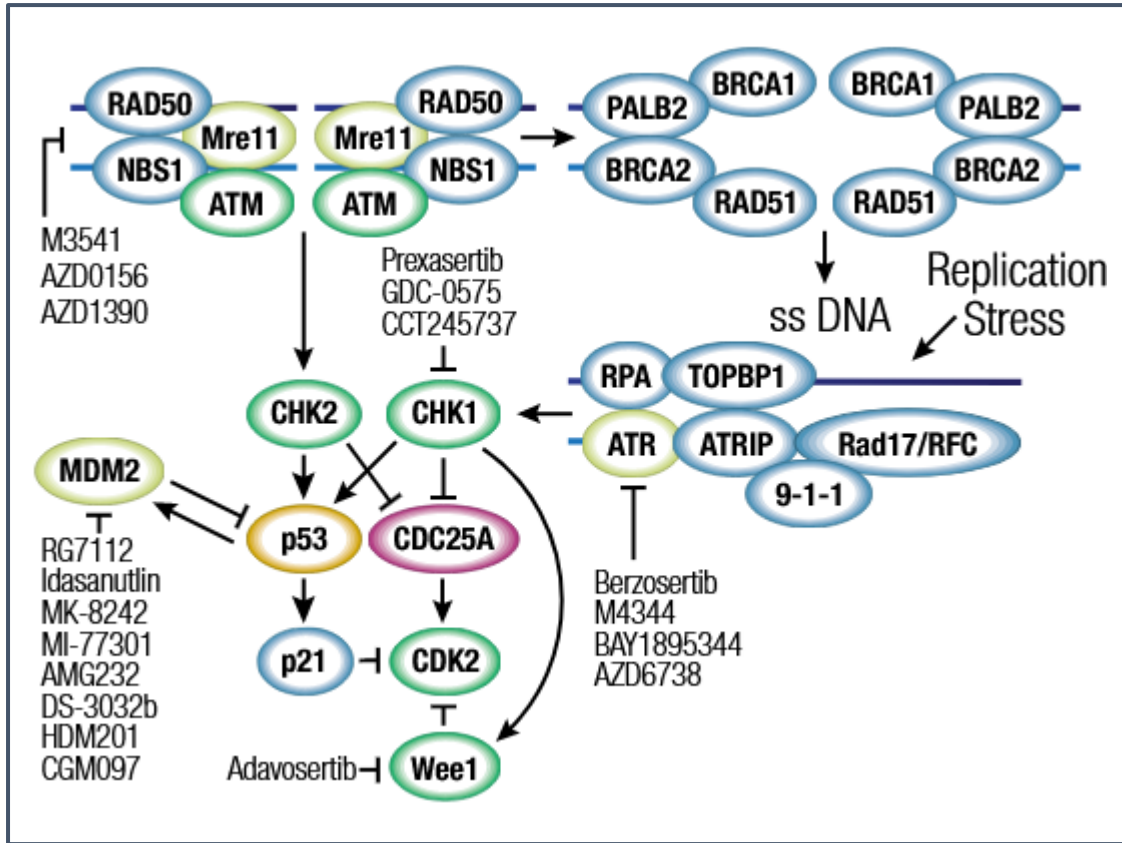 RAD50
Mre11
NBS1
ATM
RAD50
Mre11
NBS1
ATM
BRCA1
PALB2
BRCA2
RAD51
BRCA1
PALB2
BRCA2
RAD51
M3541
AZD0156
AZD1390
Prexasertib
GDC-0575
CCT245737
ss DNA
Replication
Stress
RPA
TOPBP1
ATR
ATRIP
Rad17/RFC
9-1-1
CHK2
CHK1
MDM2
p53
CDC25A
RG7112
Idasanutlin
MK-8242
MI-77301
AMG232
DS-3032b
HDM201
CGM097
Berzosertib
M4344
BAY1895344
AZD6738
p21
CDK2
Adavosertib
Wee1